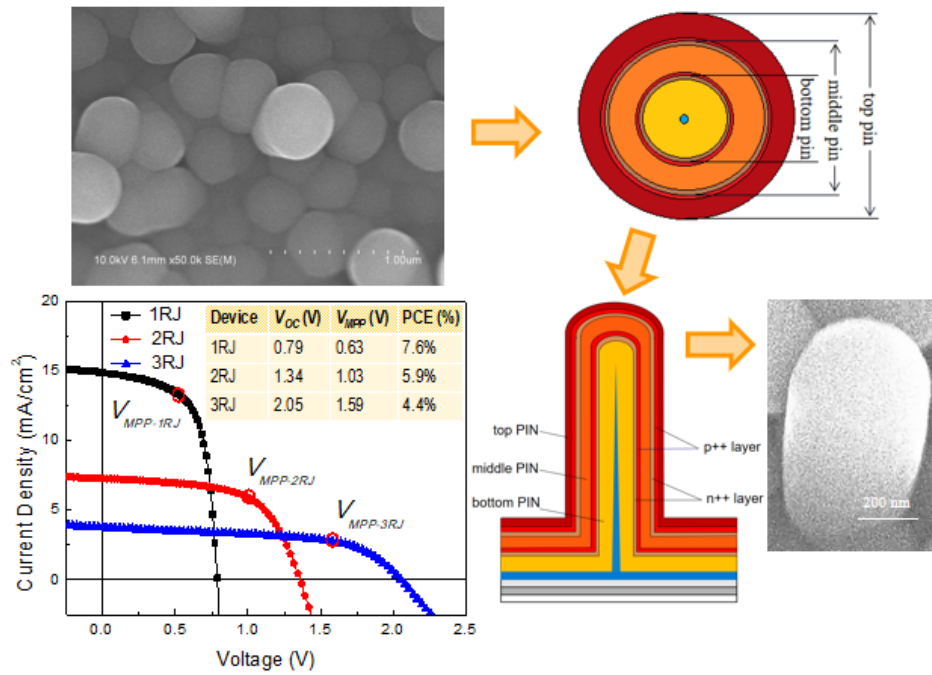 10.0kV 6.1mm x50.0k SE(M)
1.00um
bottom pin
middle pin
top pin
20
15
10
5
0
0.0
0.5
1.0
1.5
2.0
2.5
Current Density (mA/cm²)
Voltage (V)
1RJ
2RJ
3RJ
Device VOC (V) VMPP (V) PCE (%)
1RJ 0.79 0.63 7.6%
2RJ 1.34 1.03 5.9%
3RJ 2.05 1.59 4.4%
VMPP-1RJ
VMPP-2RJ
VMPP-3RJ
top PIN
middle PIN
bottom PIN
p++ layer
n++ layer
200 nm